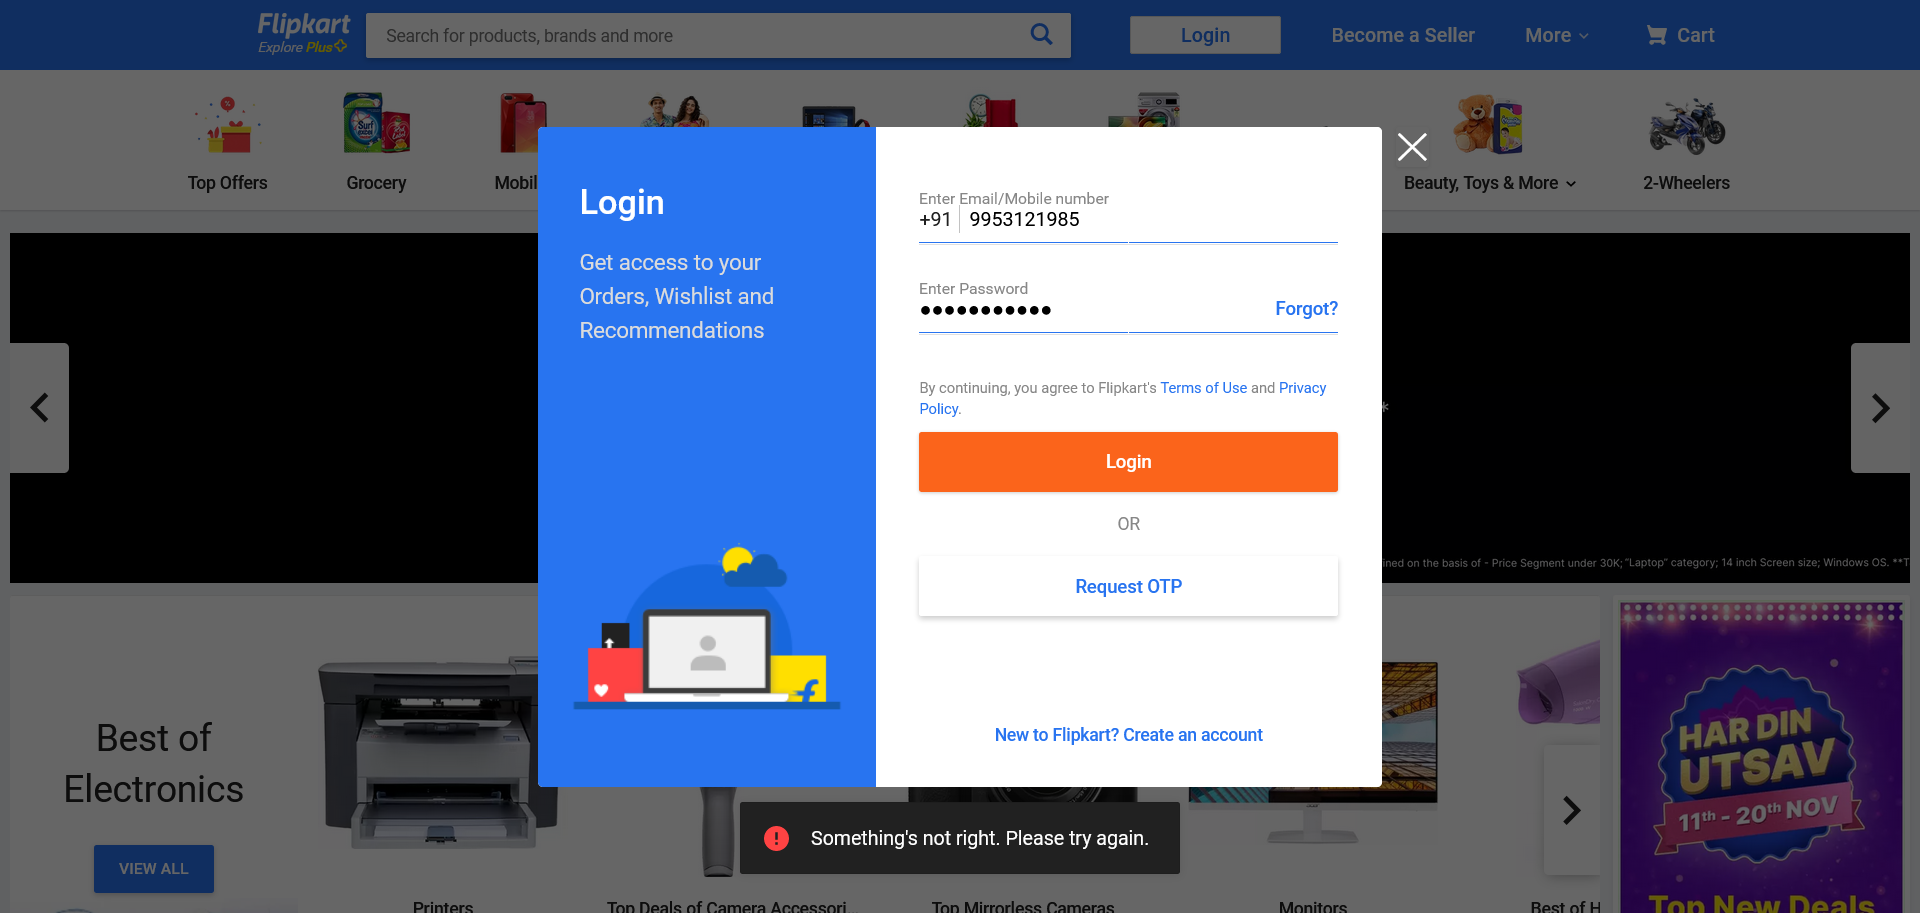 Flipkart
Explore Plus
Search for products, brands and more
Login
Become a Seller
More
Cart
Surf
Top Offers
Grocery
Mobil
Beauty, Toys & More
2-Wheelers
Login
Get access to your
Orders, Wishlist and
Recommendations
Enter Email/Mobile number
+91 9953121985
Enter Password
Forgot?
By continuing, you agree to Flipkart's Terms of Use and Privacy
Policy.
Login
OR
Request OTP
New to Flipkart? Create an account
*
ined on the basis of - Price Segment under 30K; "Laptop" category; 14 inch Screen size; Windows OS. **T
Best of
Electronics
VIEW ALL
HAR DIN
UTSAV
11th - 20th NOV
Top New Deals
Something's not right. Please try again.
Printers
Top Deals of Camera Accessori...
Top Mirrorless Cameras
Monitors
Best of H